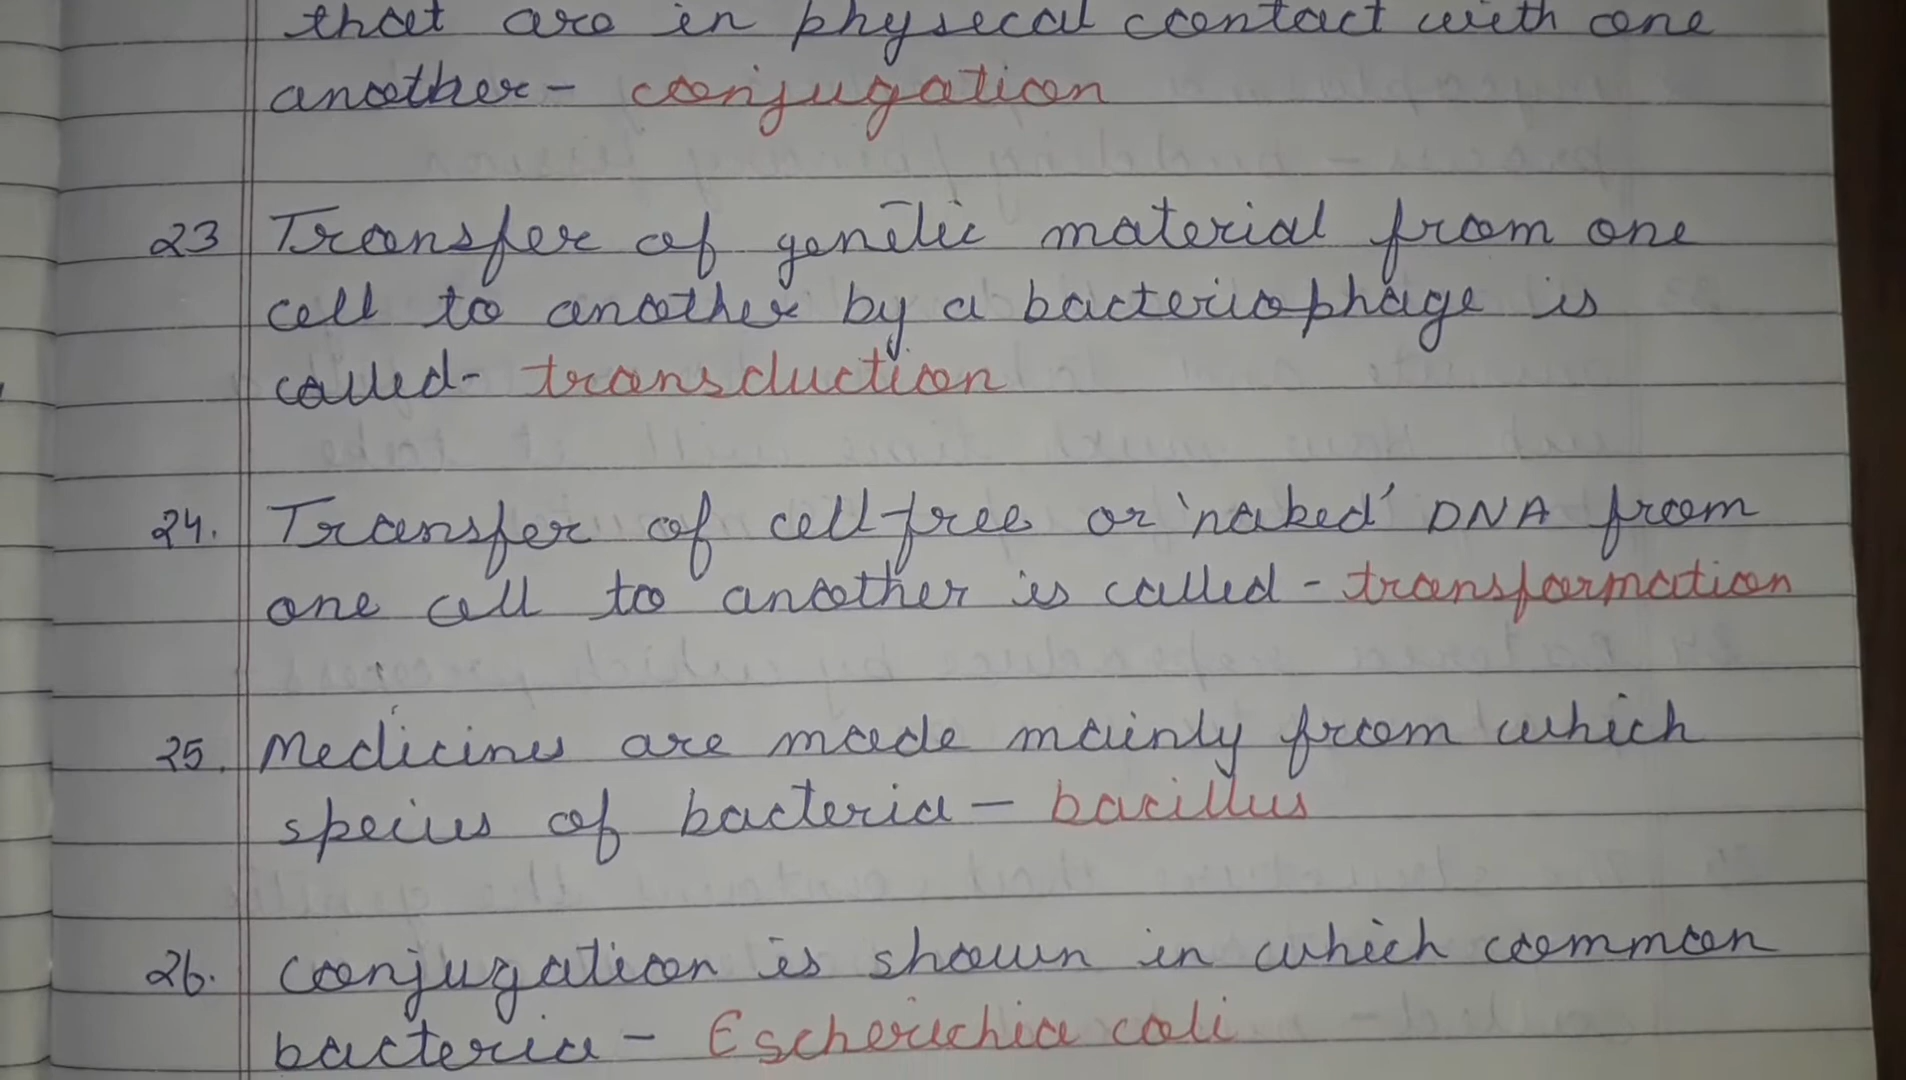 that are in physical contact with one
another - conjugation
23 Transfer of genetic material from one
cell to another by a bacteriophage is
called - transduction
24. Transfer of cell-free or 'naked' DNA from
one cell to another is called - transformation
25. Medicines are made mainly from which
species of bacteria - bacillus
26. Conjugation is shown in which common
bacteria - Escherichia coli